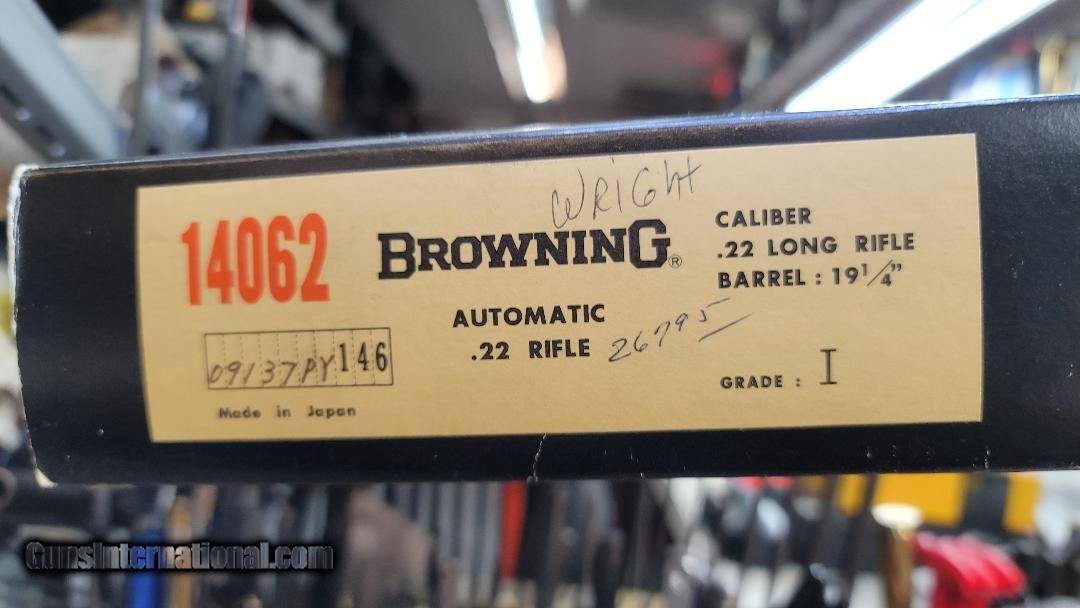 14062
WRIGHT
BROWNING®
CALIBER
.22 LONG RIFLE
BARREL : 19 1/4"
AUTOMATIC
.22 RIFLE
26795
09137PY146
GRADE : I
Made in Japan
GunsInternational.com